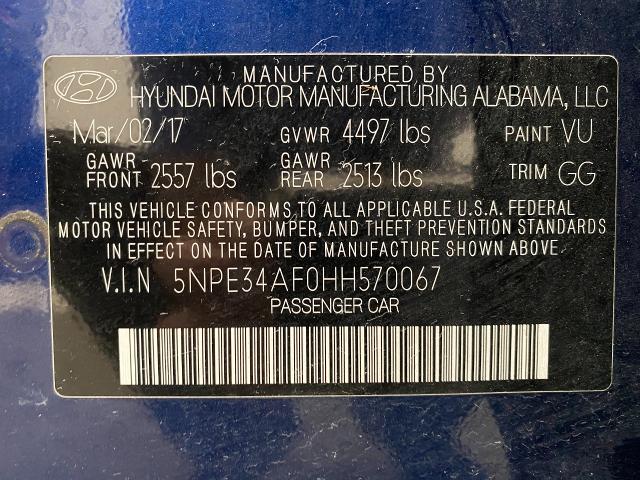 MANUFACTURED BY
HYUNDAI MOTOR MANUFACTURING ALABAMA, LLC
Mar/02/17 GVWR 4497 lbs PAINT VU
GAWR FRONT 2557 lbs GAWR REAR 2513 lbs TRIM GG
THIS VEHICLE CONFORMS TO ALL APPLICABLE U.S.A. FEDERAL
MOTOR VEHICLE SAFETY, BUMPER, AND THEFT PREVENTION STANDARDS
IN EFFECT ON THE DATE OF MANUFACTURE SHOWN ABOVE.
V.I.N 5NPE34AF0HH570067
PASSENGER CAR